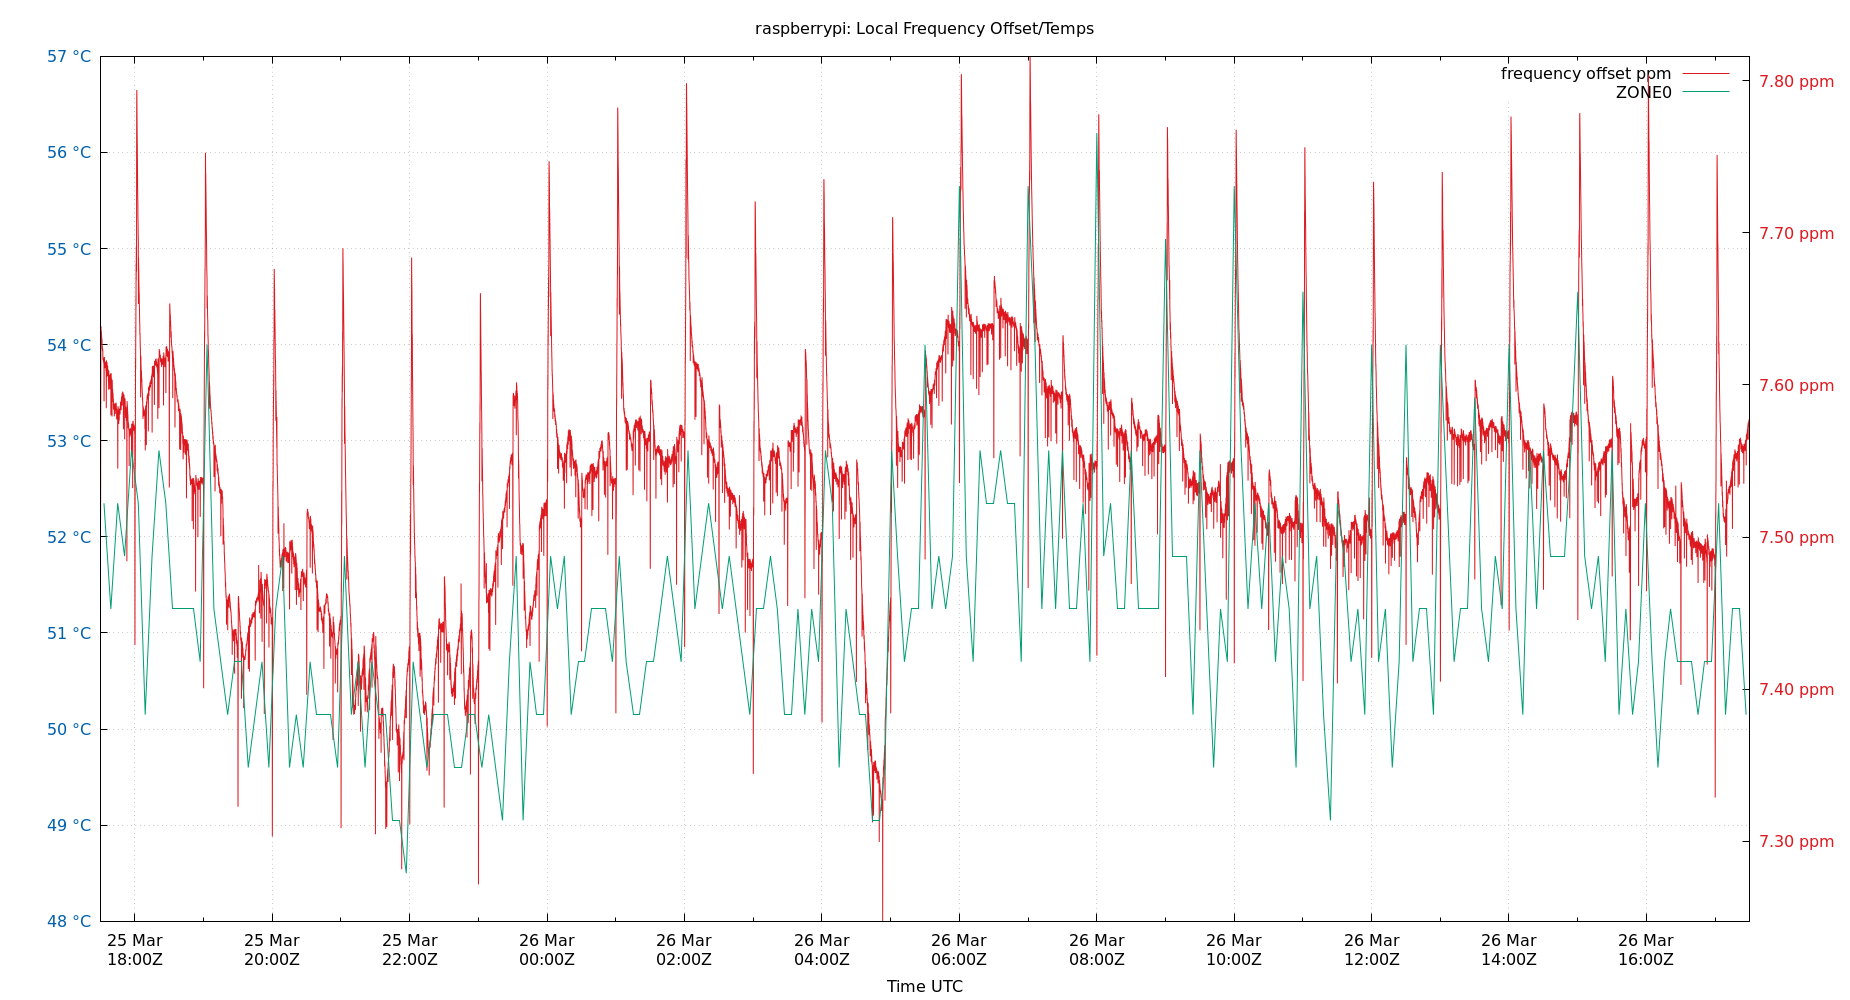 raspberrypi: Local Frequency Offset/Temps
57 °C
56 °C
55 °C
54 °C
53 °C
52 °C
51 °C
50 °C
49 °C
48 °C
frequency offset ppm
ZONE0
7.80 ppm
7.70 ppm
7.60 ppm
7.50 ppm
7.40 ppm
7.30 ppm
25 Mar
18:00Z
25 Mar
20:00Z
25 Mar
22:00Z
26 Mar
00:00Z
26 Mar
02:00Z
26 Mar
04:00Z
26 Mar
06:00Z
26 Mar
08:00Z
26 Mar
10:00Z
26 Mar
12:00Z
26 Mar
14:00Z
26 Mar
16:00Z
Time UTC